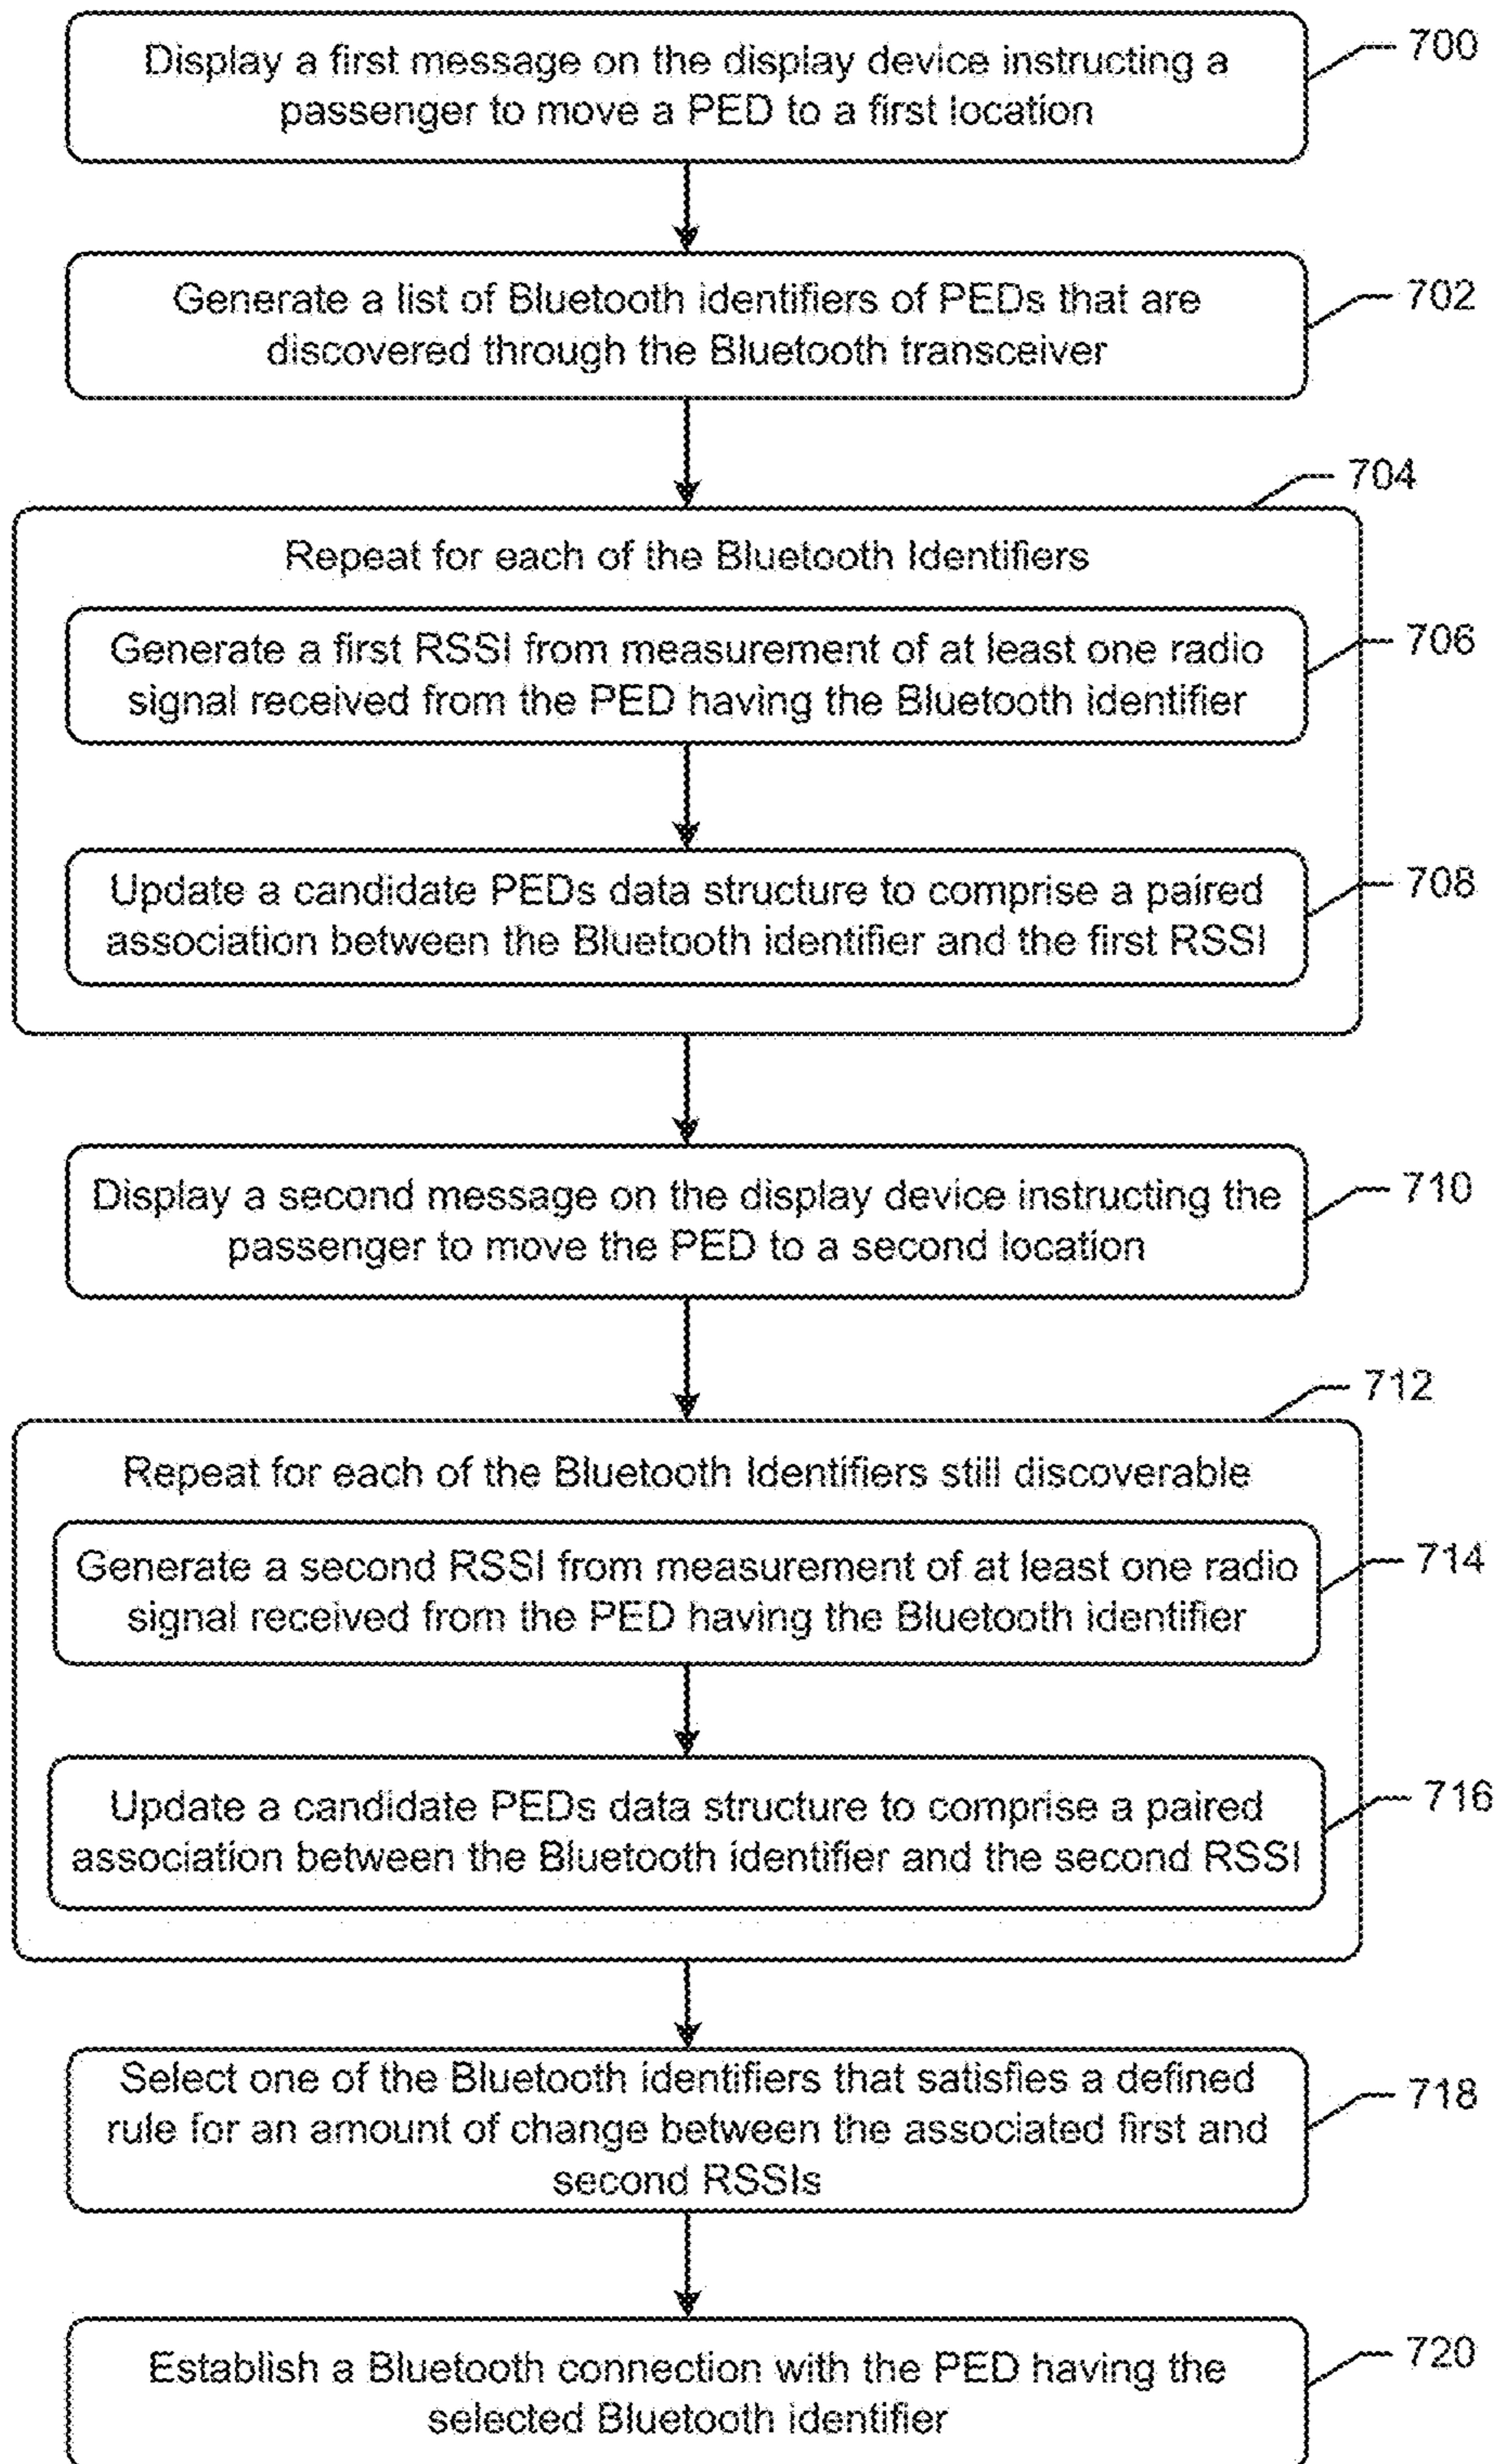 Display a first message on the display device instructing a
passenger to move a PED to a first location
700
Generate a list of Bluetooth identifiers of PEDs that are
discovered through the Bluetooth transceiver
702
704
Repeat for each of the Bluetooth Identifiers
Generate a first RSSI from measurement of at least one radio
signal received from the PED having the Bluetooth identifier
706
Update a candidate PEDs data structure to comprise a paired
association between the Bluetooth identifier and the first RSSI
708
Display a second message on the display device instructing the
passenger to move the PED to a second location
710
712
Repeat for each of the Bluetooth Identifiers still discoverable
Generate a second RSSI from measurement of at least one radio
signal received from the PED having the Bluetooth identifier
714
Update a candidate PEDs data structure to comprise a paired
association between the Bluetooth identifier and the second RSSI
716
Select one of the Bluetooth identifiers that satisfies a defined
rule for an amount of change between the associated first and
second RSSIs
718
Establish a Bluetooth connection with the PED having the
selected Bluetooth identifier
720